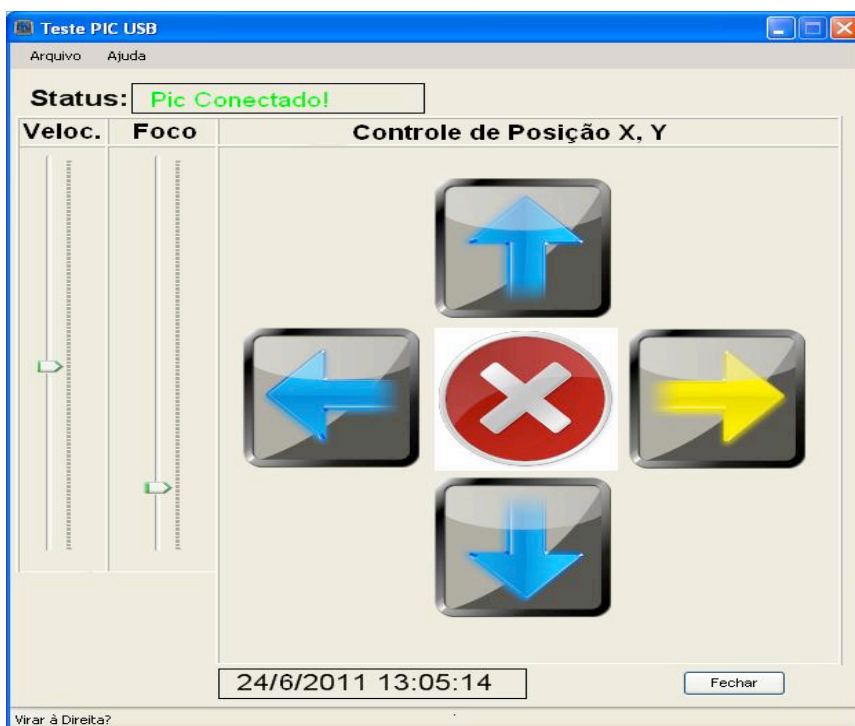 Teste PIC USB
Arquivo Ajuda
Status: Pic Conectado!
Veloc. Foco Controle de Posição X, Y
24/6/2011 13:05:14
Fechar
Virar à Direita?